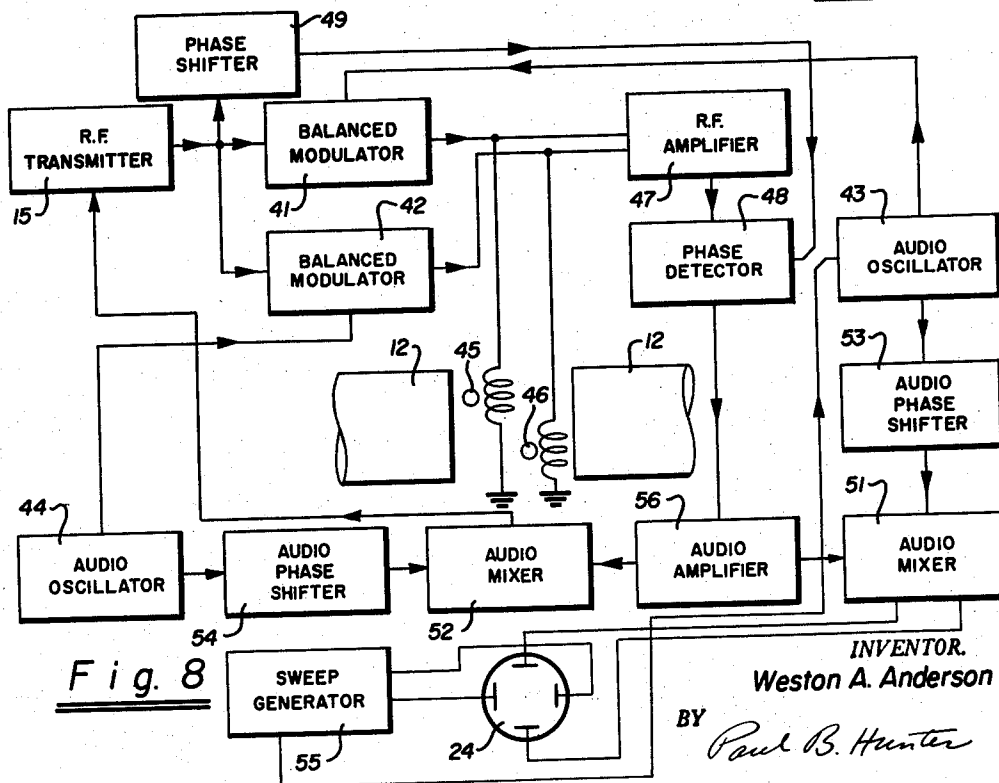 49
PHASE
SHIFTER
R.F.
TRANSMITTER
15
BALANCED
MODULATOR
41
42
BALANCED
MODULATOR
R.F.
AMPLIFIER
47
48
PHASE
DETECTOR
43
AUDIO
OSCILLATOR
12
45
46
12
53
AUDIO
PHASE
SHIFTER
44
AUDIO
OSCILLATOR
AUDIO
PHASE
SHIFTER
54
AUDIO
MIXER
52
56
AUDIO
AMPLIFIER
51
AUDIO
MIXER
Fig. 8
SWEEP
GENERATOR
55
24
INVENTOR.
Weston A. Anderson
BY
Paul B. Hunter